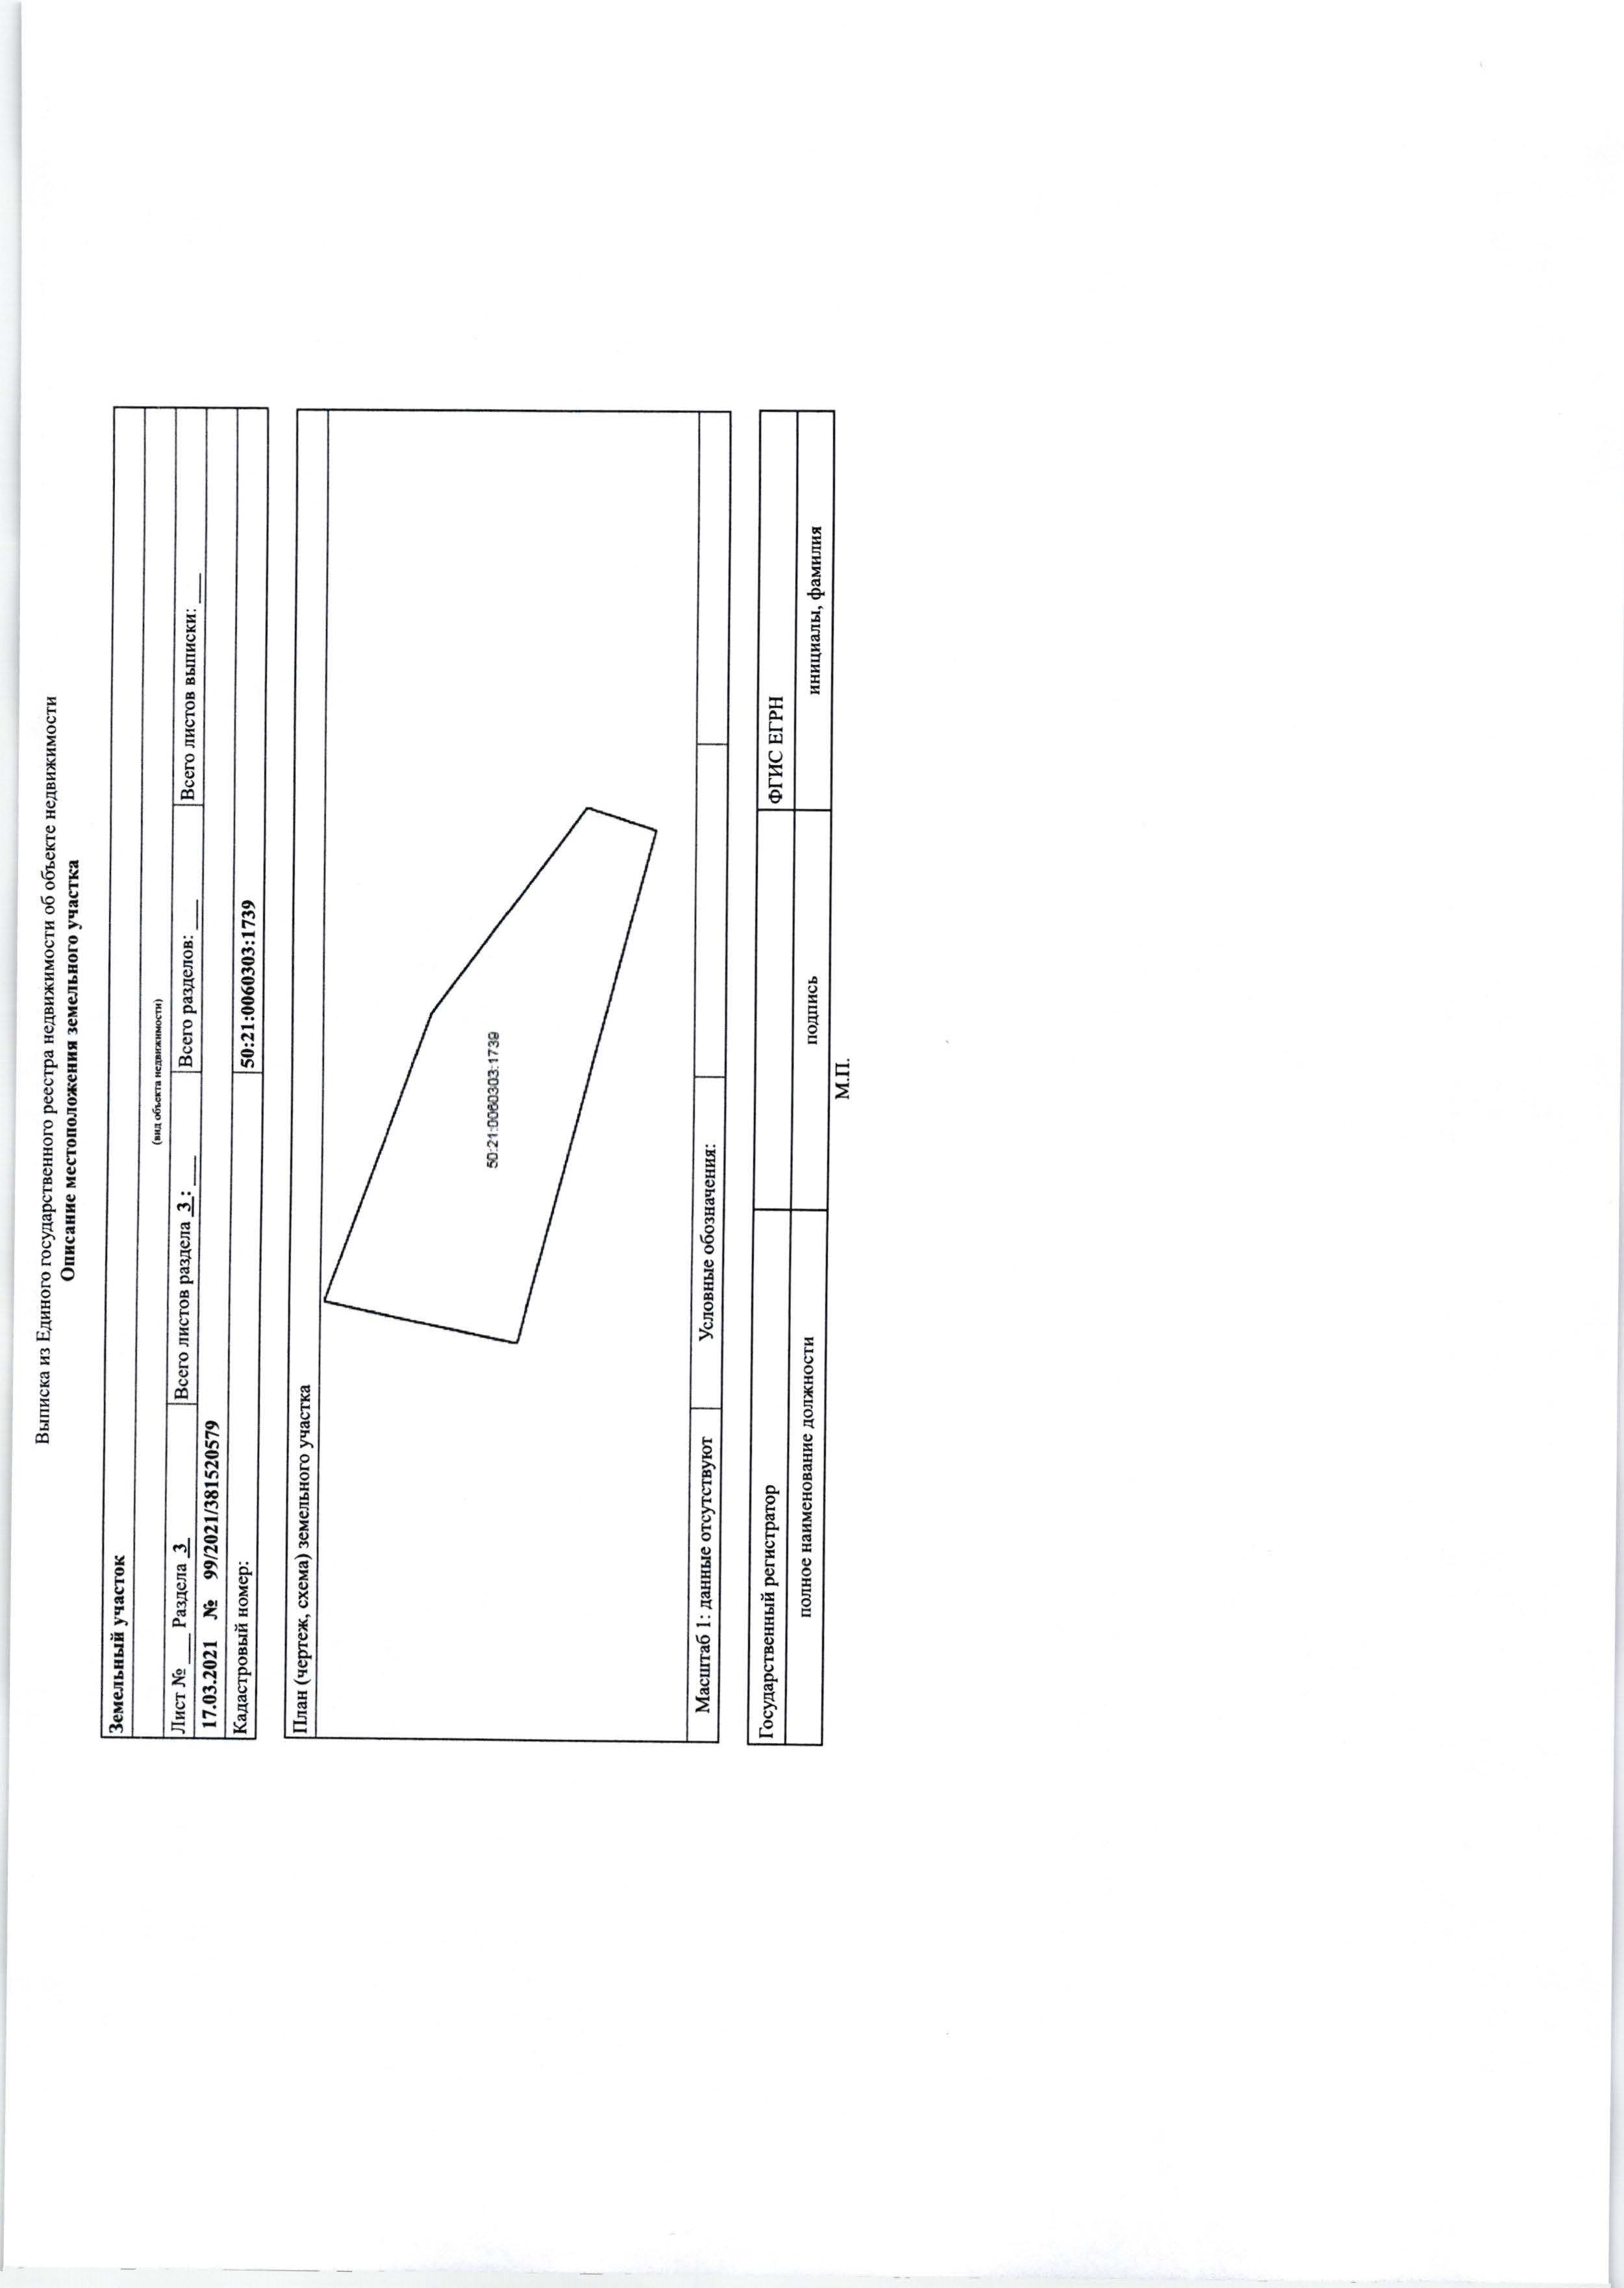 Выписка из Единого государственного реестра недвижимости об объекте недвижимости
Описание местоположения земельного участка
Земельный участок
(вид объекта недвижимости)
Лист № ___ Раздела 3 Всего листов раздела 3 : ___ Всего разделов: ___ Всего листов выписки: ___
17.03.2021 № 99/2021/381520579
Кадастровый номер: 50:21:0060303:1739
План (чертеж, схема) земельного участка
50:21:0060303:1739
Масштаб 1: данные отсутствуют Условные обозначения:
Государственный регистратор ФГИС ЕГРН
полное наименование должности подпись инициалы, фамилия
М.П.